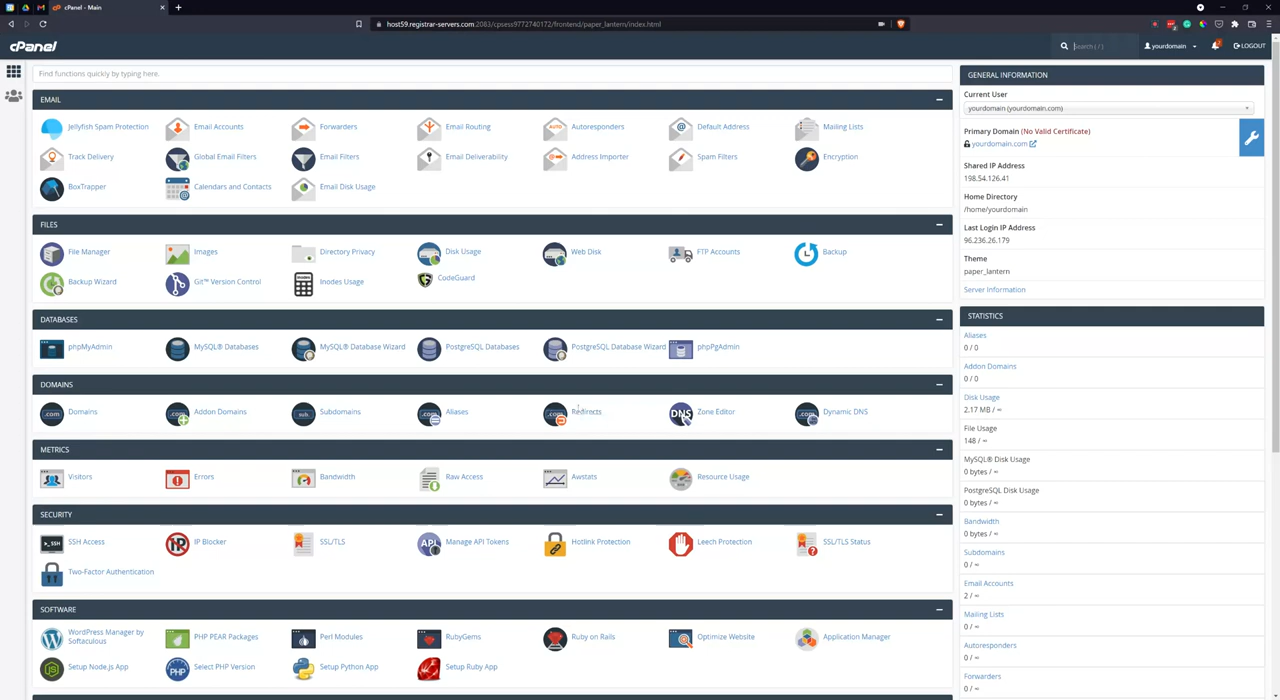 cPanel - Main
host59.registrar-servers.com:2083/cpsess9772740172/frontend/paper_lantern/index.html
cPanel
Search ( / )
yourdomain
LOGOUT
Find functions quickly by typing here.
EMAIL
Jellyfish Spam Protection
Email Accounts
Forwarders
Email Routing
Autoresponders
Default Address
Mailing Lists
Track Delivery
Global Email Filters
Email Filters
Email Deliverability
Address Importer
Spam Filters
Encryption
BoxTrapper
Calendars and Contacts
Email Disk Usage
FILES
File Manager
Images
Directory Privacy
Disk Usage
Web Disk
FTP Accounts
Backup
Backup Wizard
Git™ Version Control
Inodes Usage
CodeGuard
DATABASES
phpMyAdmin
MySQL® Databases
MySQL® Database Wizard
PostgreSQL Databases
PostgreSQL Database Wizard
phpPgAdmin
DOMAINS
Domains
Addon Domains
Subdomains
Aliases
Redirects
Zone Editor
Dynamic DNS
METRICS
Visitors
Errors
Bandwidth
Raw Access
Awstats
Resource Usage
SECURITY
SSH Access
IP Blocker
SSL/TLS
Manage API Tokens
Hotlink Protection
Leech Protection
SSL/TLS Status
Two-Factor Authentication
SOFTWARE
WordPress Manager by
Softaculous
PHP PEAR Packages
Perl Modules
RubyGems
Ruby on Rails
Optimize Website
Application Manager
Setup Node.js App
Select PHP Version
Setup Python App
Setup Ruby App
GENERAL INFORMATION
Current User
yourdomain (yourdomain.com)
Primary Domain (No Valid Certificate)
yourdomain.com
Shared IP Address
198.54.126.41
Home Directory
/home/yourdomain
Last Login IP Address
96.236.26.179
Theme
paper_lantern
Server Information
STATISTICS
Aliases
0 / 0
Addon Domains
0 / 0
Disk Usage
2.17 MB / ∞
File Usage
148 / ∞
MySQL® Disk Usage
0 bytes / ∞
PostgreSQL Disk Usage
0 bytes / ∞
Bandwidth
0 bytes / ∞
Subdomains
0 / ∞
Email Accounts
2 / ∞
Mailing Lists
0 / ∞
Autoresponders
0 / ∞
Forwarders
0 / ∞